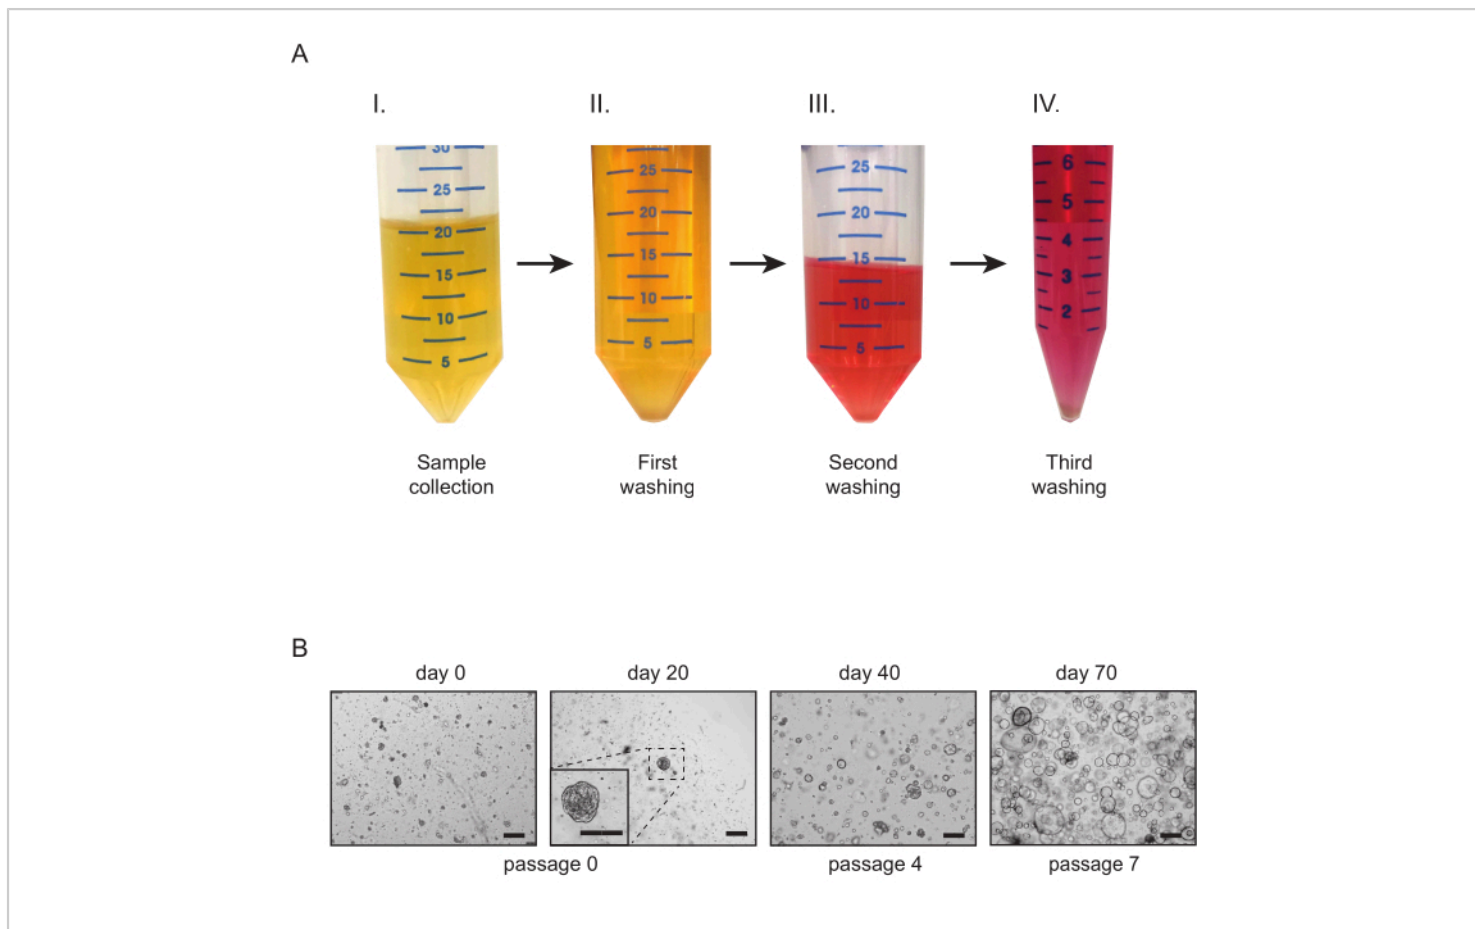 A
I.
II.
III.
IV.
30
25
20
15
10
5
25
20
15
10
5
25
20
15
10
5
6
5
4
3
2
Sample
collection
First
washing
Second
washing
Third
washing
B
day 0
day 20
day 40
day 70
passage 0
passage 4
passage 7